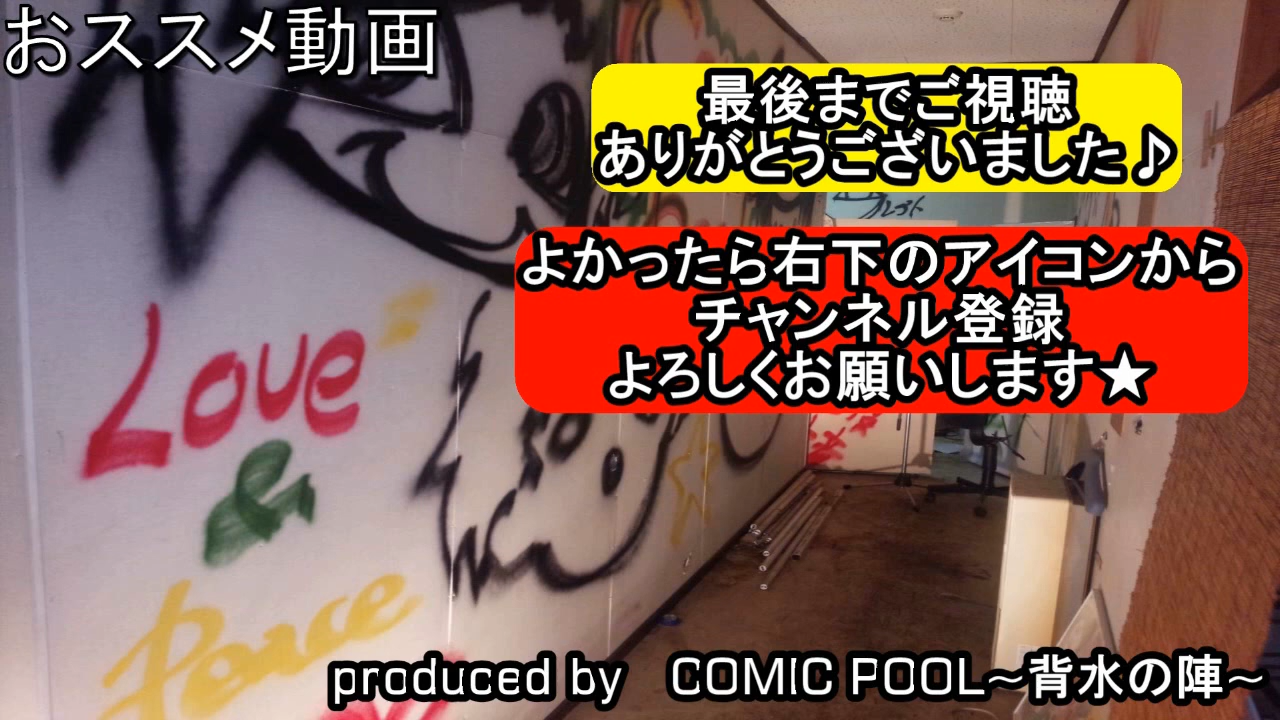 おススメ動画
最後までご視聴
ありがとうございました♪
よかったら右下のアイコンから
チャンネル登録
よろしくお願いします★
Love
&
Peace
produced by COMIC POOL~背水の陣~